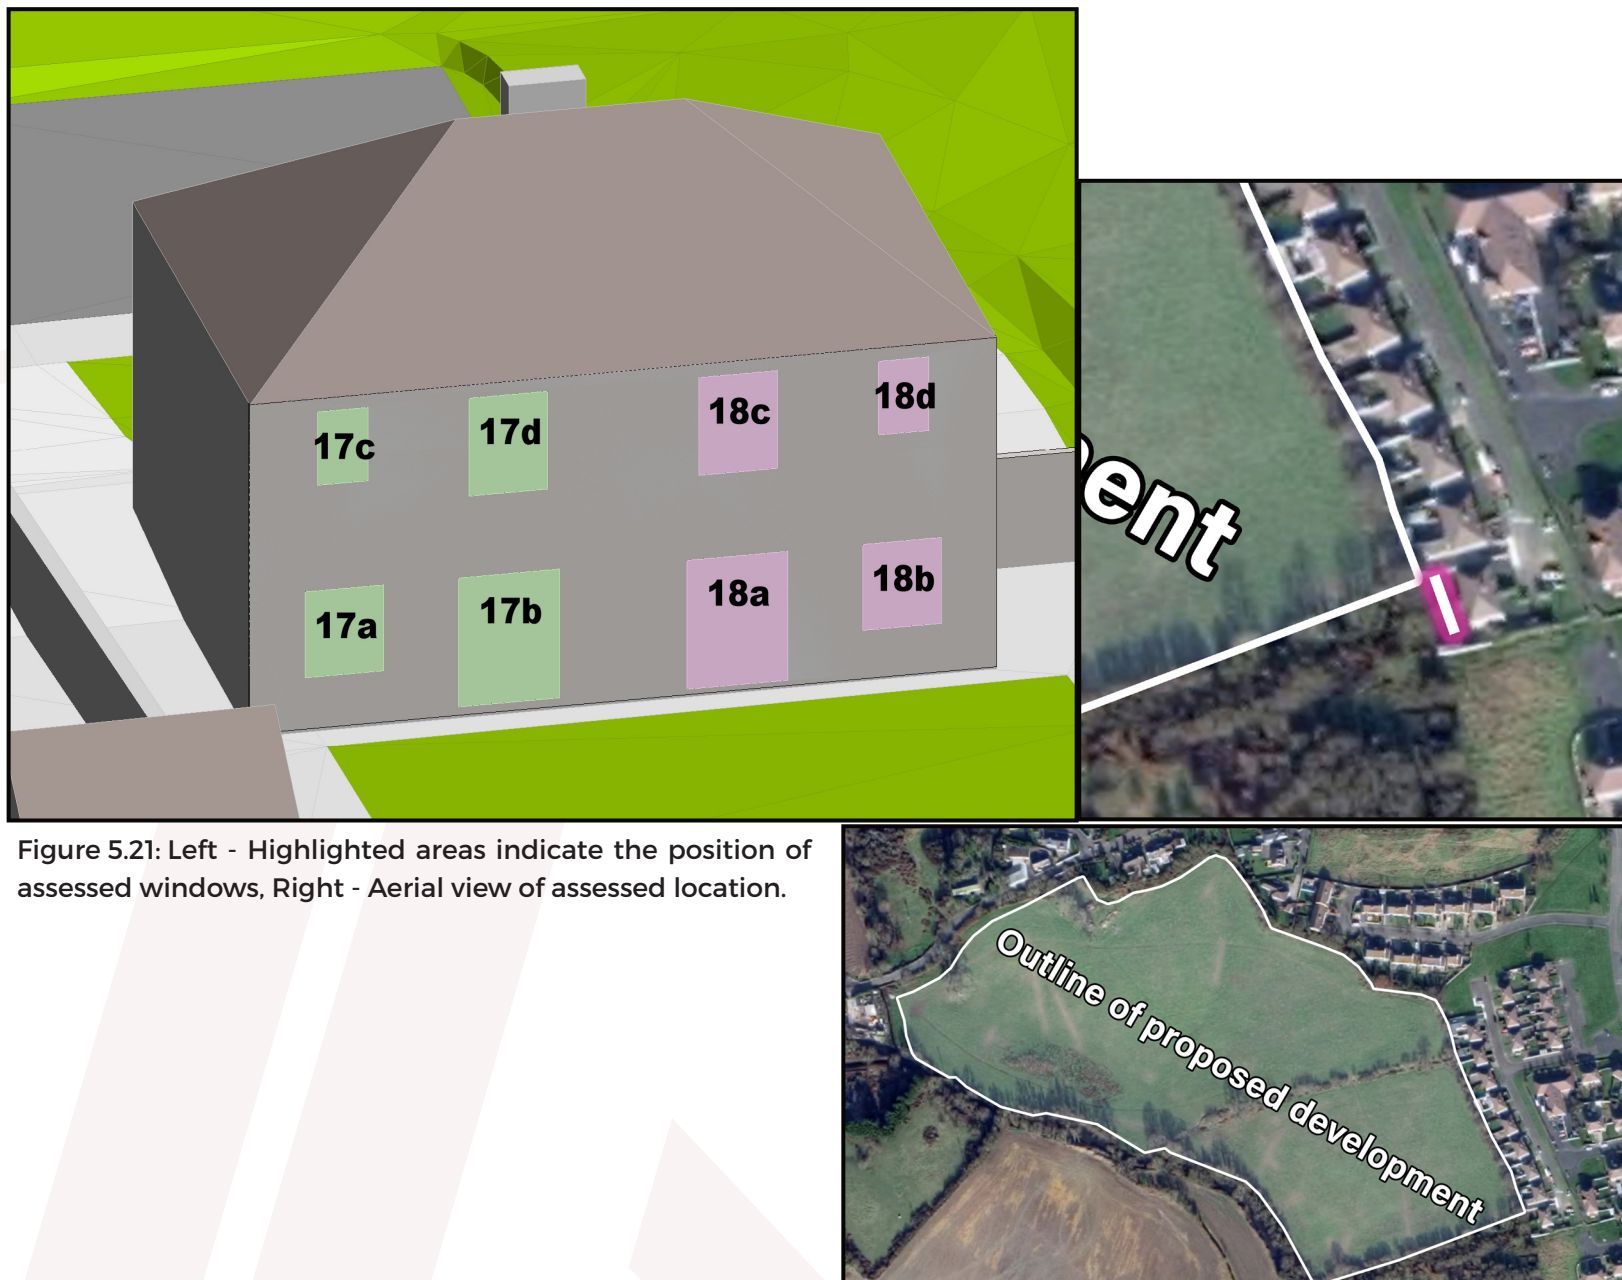 17c
17d
18c
18d
17a
17b
18a
18b
ent
Figure 5.21: Left - Highlighted areas indicate the position of
assessed windows, Right - Aerial view of assessed location.
Outline of proposed development